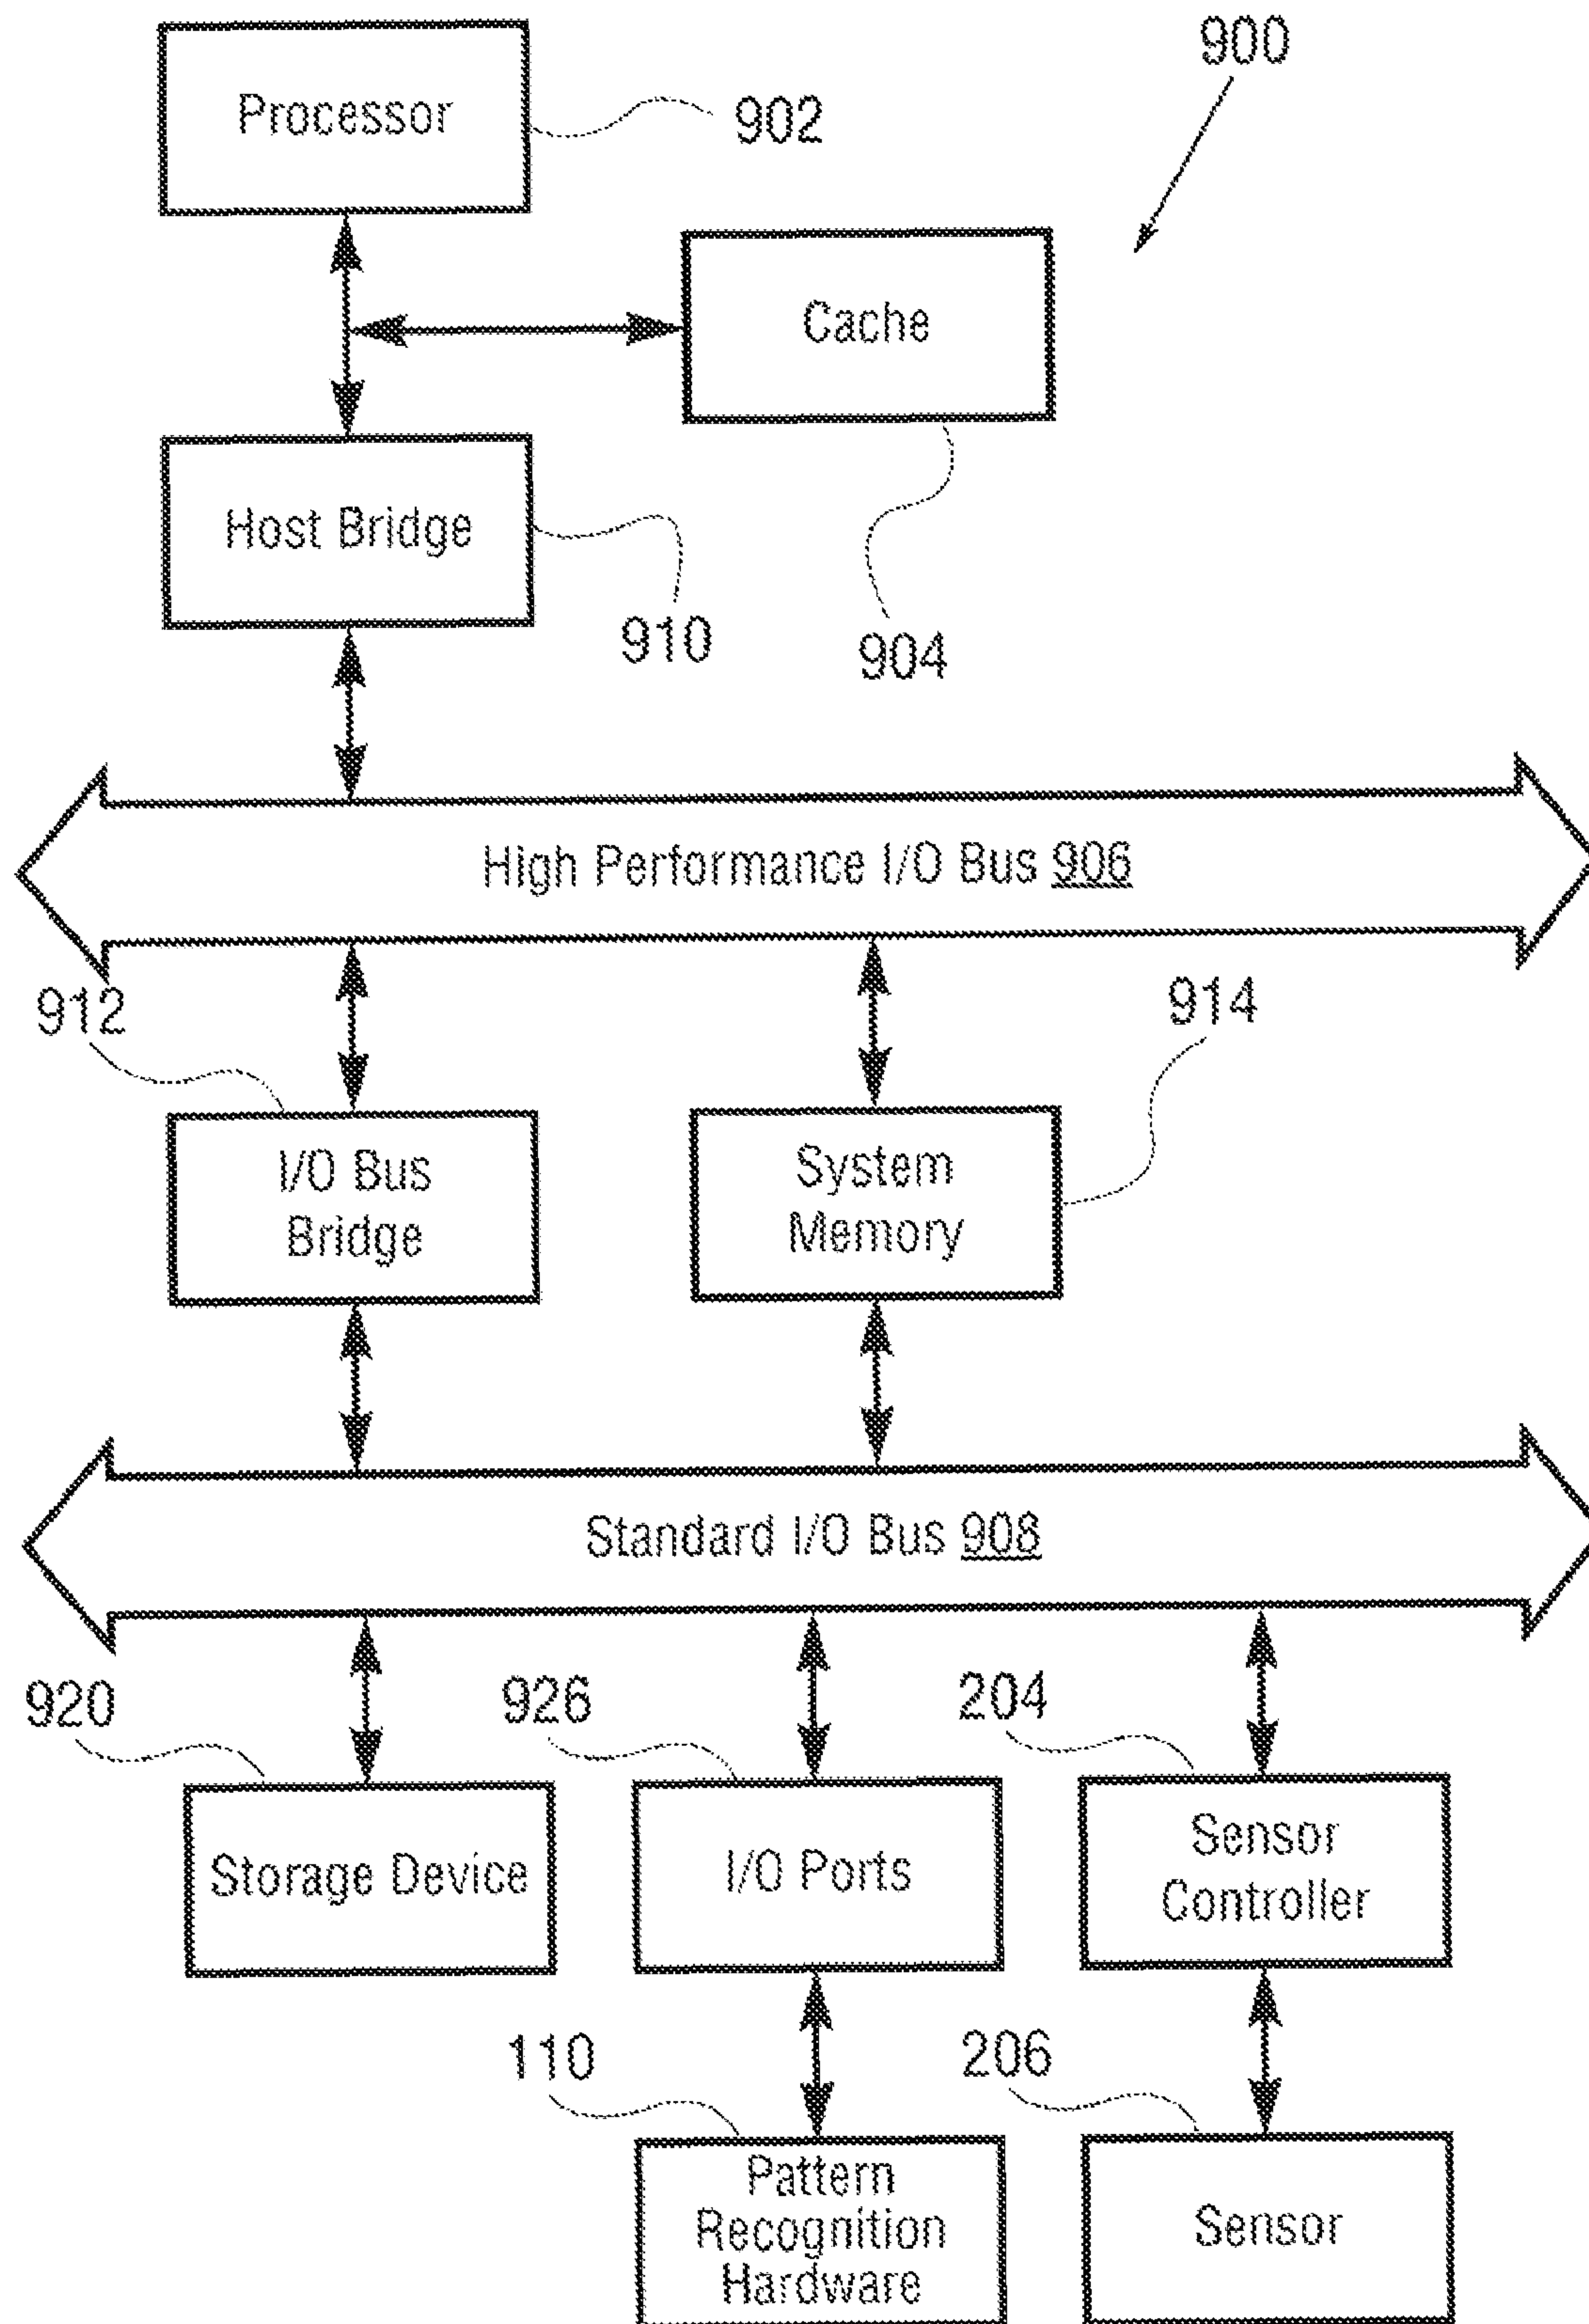 900
Processor
902
Cache
Host Bridge
910
904
High Performance I/O Bus 906
912
914
I/O Bus
Bridge
System
Memory
Standard I/O Bus 908
920
926
204
Storage Device
I/O Ports
Sensor
Controller
110
206
Pattern
Recognition
Hardware
Sensor